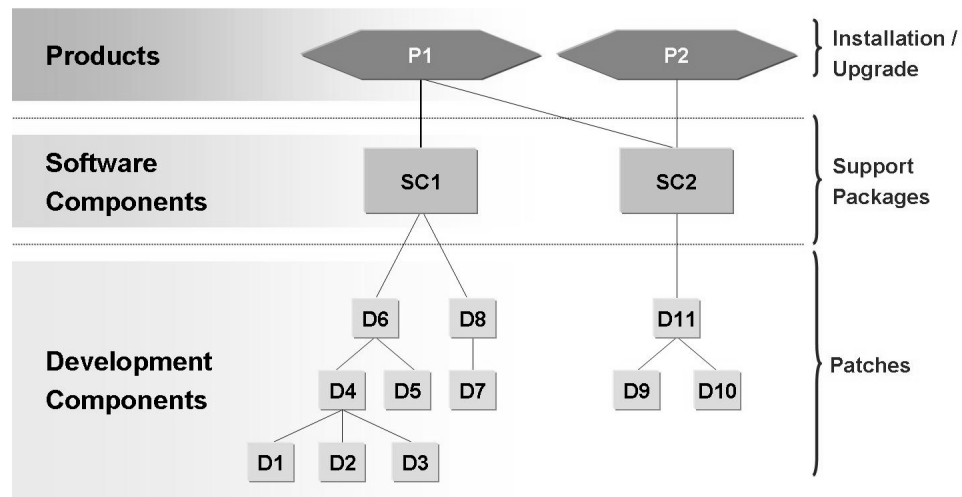 Products
P1
P2
Installation /
Upgrade
Software
Components
SC1
SC2
Support
Packages
D6
D8
D11
Development
Components
D4
D5
D7
D9
D10
Patches
D1
D2
D3